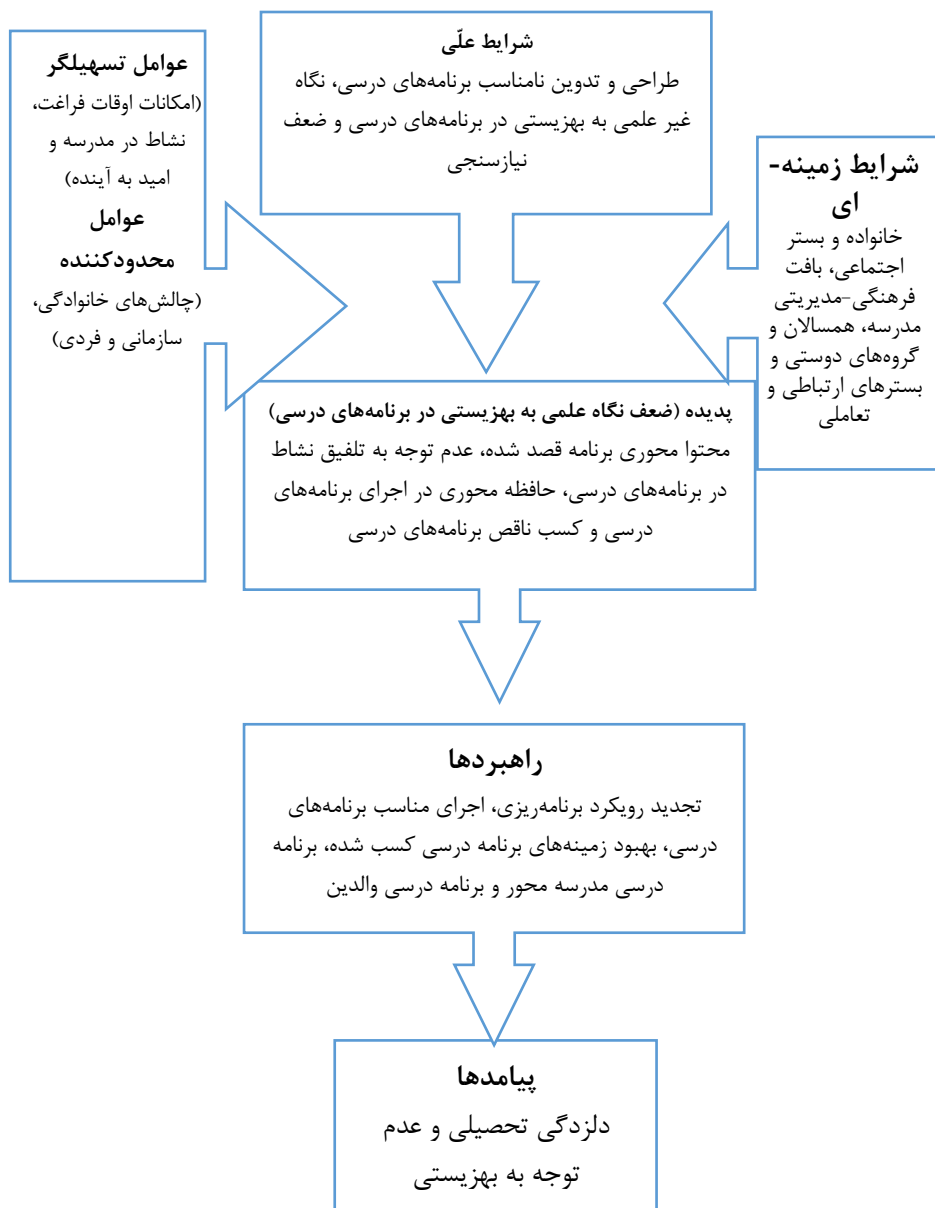 شرایط علّی
طراحی و تدوین نامناسب برنامه‌های درسی، نگاه
غیر علمی به بهزیستی در برنامه‌های درسی و ضعف
نیازسنجی
عوامل تسهیلگر
(امکانات اوقات فراغت،
نشاط در مدرسه و
امید به آینده)
عوامل
محدودکننده
(چالش‌های خانوادگی،
سازمانی و فردی)
شرایط زمینه-
ای
خانواده و بستر
اجتماعی، بافت
فرهنگی-مدیریتی
مدرسه، همسالان و
گروه‌های دوستی و
بسترهای ارتباطی و
تعاملی
پدیده (ضعف نگاه علمی به بهزیستی در برنامه‌های درسی)
محتوا محوری برنامه قصد شده، عدم توجه به تلفیق نشاط
در برنامه‌های درسی، حافظه محوری در اجرای برنامه‌های
درسی و کسب ناقص برنامه‌های درسی
راهبردها
تجدید رویکرد برنامه‌ریزی، اجرای مناسب برنامه‌های
درسی، بهبود زمینه‌های برنامه درسی کسب شده، برنامه
درسی مدرسه محور و برنامه درسی والدین
پیامدها
دلزدگی تحصیلی و عدم
توجه به بهزیستی